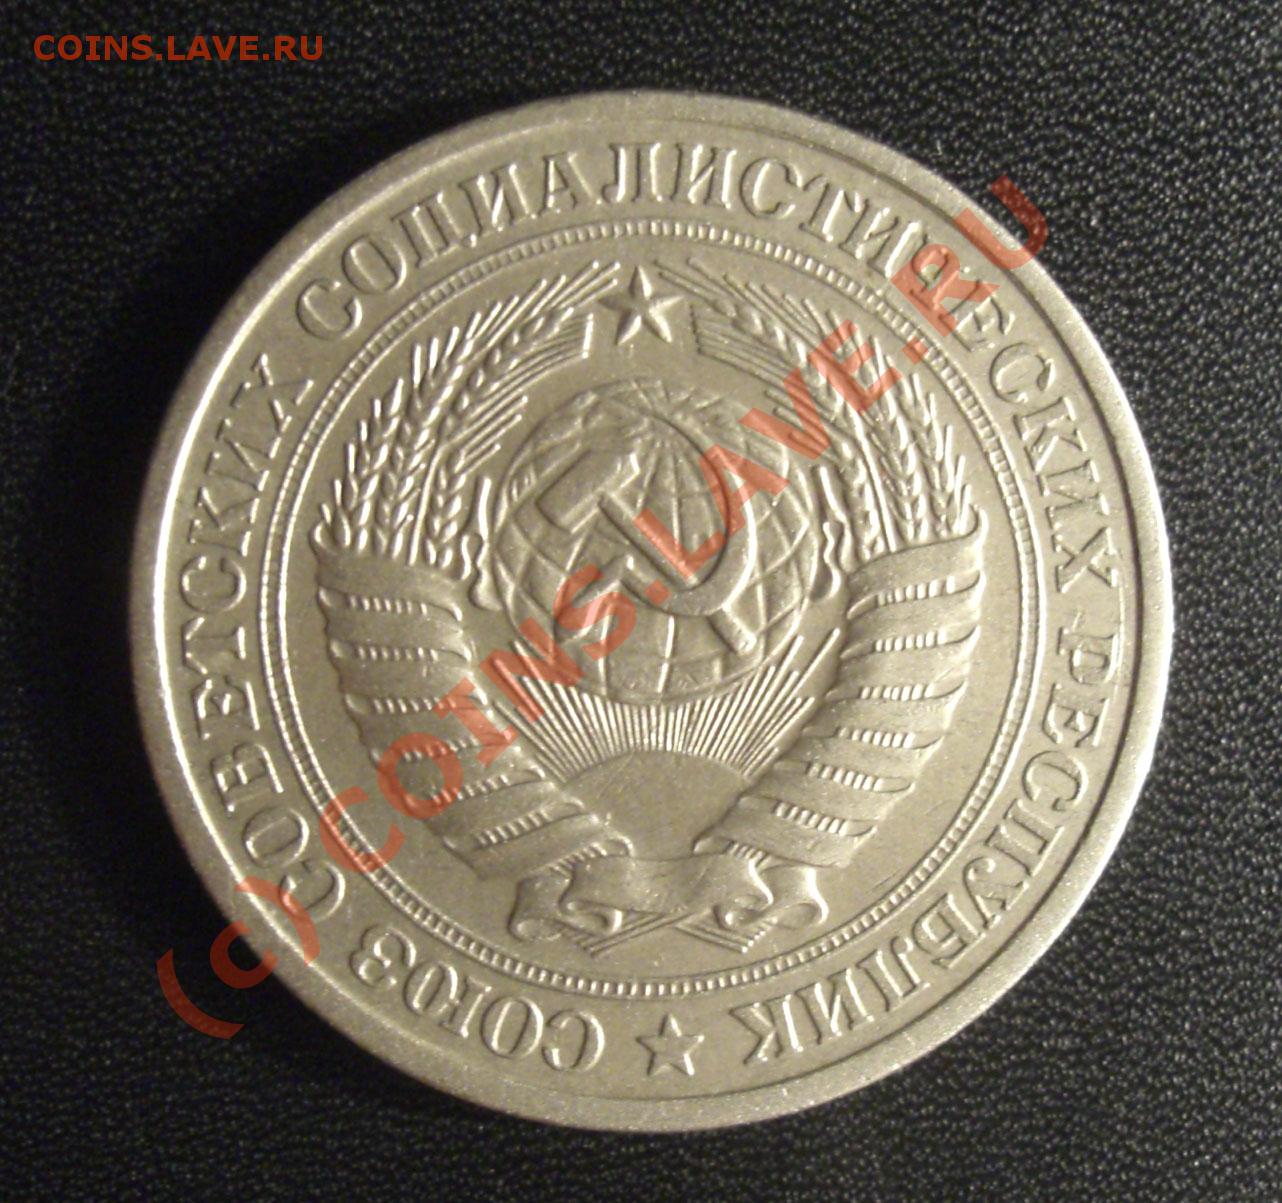 COINS.LAVE.RU
СОЮЗ СОВЕТСКИХ СОЦИАЛИСТИЧЕСКИХ РЕСПУБЛИК
(c) COINS.LAVE.RU